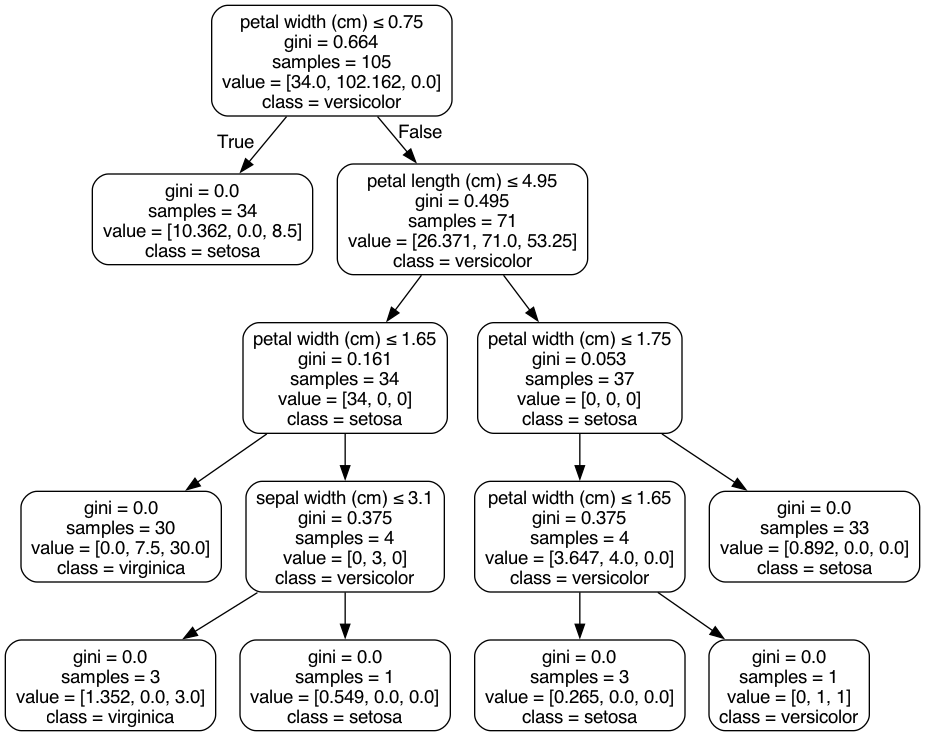 petal width (cm) ≤ 0.75
gini = 0.664
samples = 105
value = [34.0, 102.162, 0.0]
class = versicolor
True
False
gini = 0.0
samples = 34
value = [10.362, 0.0, 8.5]
class = setosa
petal length (cm) ≤ 4.95
gini = 0.495
samples = 71
value = [26.371, 71.0, 53.25]
class = versicolor
petal width (cm) ≤ 1.65
gini = 0.161
samples = 34
value = [34, 0, 0]
class = setosa
petal width (cm) ≤ 1.75
gini = 0.053
samples = 37
value = [0, 0, 0]
class = setosa
gini = 0.0
samples = 30
value = [0.0, 7.5, 30.0]
class = virginica
sepal width (cm) ≤ 3.1
gini = 0.375
samples = 4
value = [0, 3, 0]
class = versicolor
petal width (cm) ≤ 1.65
gini = 0.375
samples = 4
value = [3.647, 4.0, 0.0]
class = versicolor
gini = 0.0
samples = 33
value = [0.892, 0.0, 0.0]
class = setosa
gini = 0.0
samples = 3
value = [1.352, 0.0, 3.0]
class = virginica
gini = 0.0
samples = 1
value = [0.549, 0.0, 0.0]
class = setosa
gini = 0.0
samples = 3
value = [0.265, 0.0, 0.0]
class = setosa
gini = 0.0
samples = 1
value = [0, 1, 1]
class = versicolor